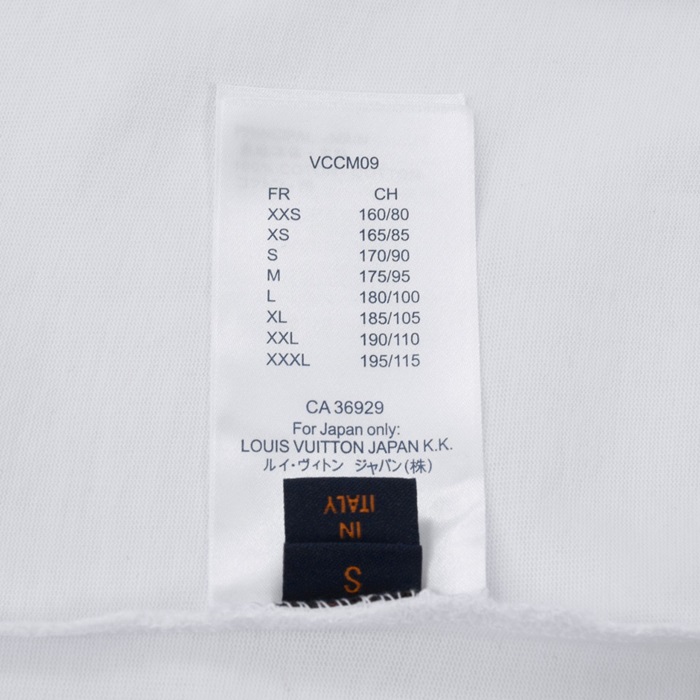 VCCM09
FR CH
XXS 160/80
XS 165/85
S 170/90
M 175/95
L 180/100
XL 185/105
XXL 190/110
XXXL 195/115
CA 36929
For Japan only:
LOUIS VUITTON JAPAN K.K.
ルイ・ヴィトン ジャパン(株)
ITALY
IN
S